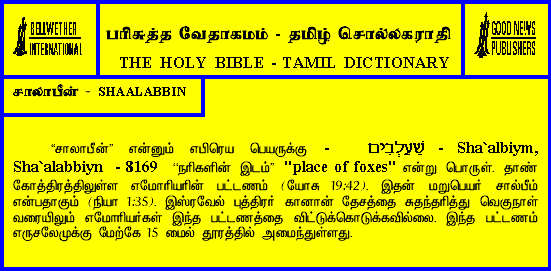 BELLWETHER
INTERNATIONAL
பரிசுத்த வேதாகமம் - தமிழ் சொல்லகராதி
THE HOLY BIBLE - TAMIL DICTIONARY
GOOD NEWS
PUBLISHERS
சாலாபீன் - SHAALABBIN
“சாலாபீன்” என்னும் எபிரெய பெயருக்கு - שַׁעַלְבִים - Sha`albiym,
Sha`alabbiyn - 8169 “நரிகளின் இடம்” "place of foxes" என்று பொருள். தாண்
கோத்திரத்திலுள்ள எமோரியரின் பட்டணம் (யோசு 19:42). இதன் மறுபெயர் சால்பீம்
என்பதாகும் (நியா 1:35). இஸ்ரவேல் புத்திரர் கானான் தேசத்தை சுதந்தரித்து வெகுநாள்
வரையிலும் எமோரியர்கள் இந்த பட்டணத்தை விட்டுக்கொடுக்கவில்லை. இந்த பட்டணம்
எருசலேமுக்கு மேற்கே 15 மைல் தூரத்தில் அமைந்துள்ளது.